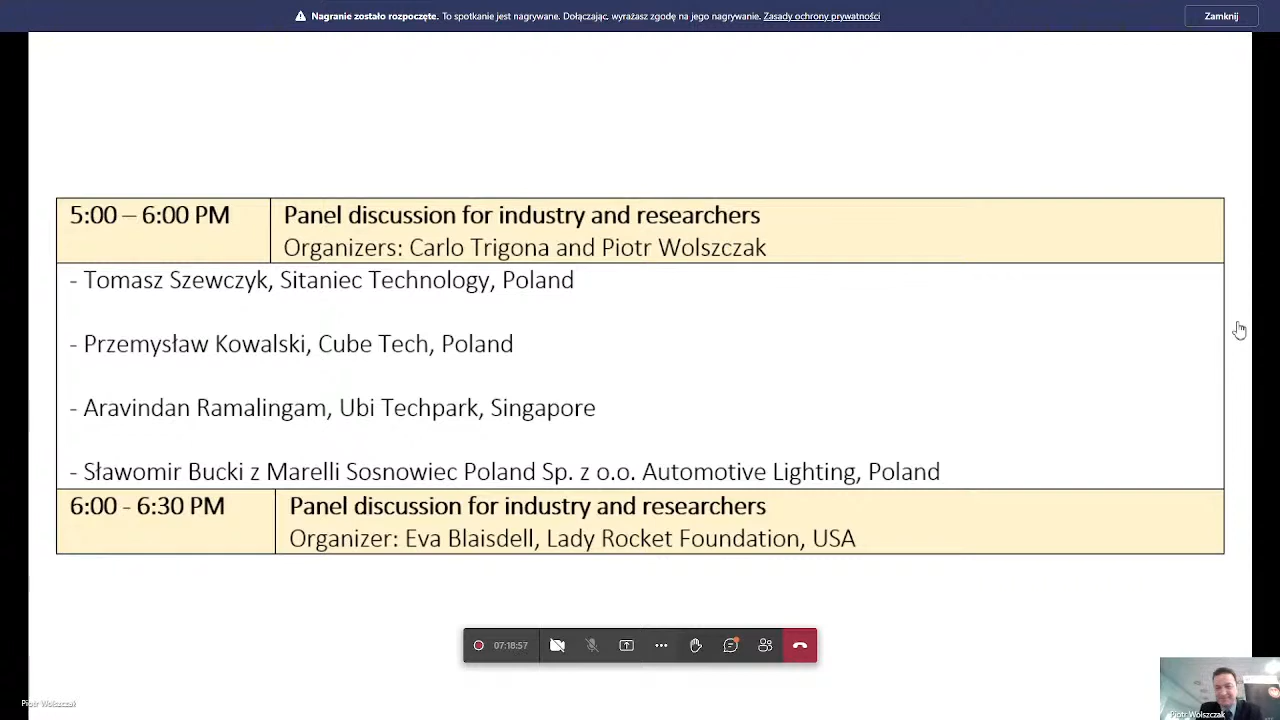 Nagranie zostało rozpoczęte. To spotkanie jest nagrywane. Dołączając, wyrażasz zgodę na jego nagrywanie. Zasady ochrony prywatności
Zamknij
5:00 – 6:00 PM
Panel discussion for industry and researchers
Organizers: Carlo Trigona and Piotr Wolszczak
- Tomasz Szewczyk, Sitaniec Technology, Poland
- Przemysław Kowalski, Cube Tech, Poland
- Aravindan Ramalingam, Ubi Techpark, Singapore
- Sławomir Bucki z Marelli Sosnowiec Poland Sp. z o.o. Automotive Lighting, Poland
6:00 - 6:30 PM
Panel discussion for industry and researchers
Organizer: Eva Blaisdell, Lady Rocket Foundation, USA
07:18:57
Piotr Wolszczak
Piotr Wolszczak